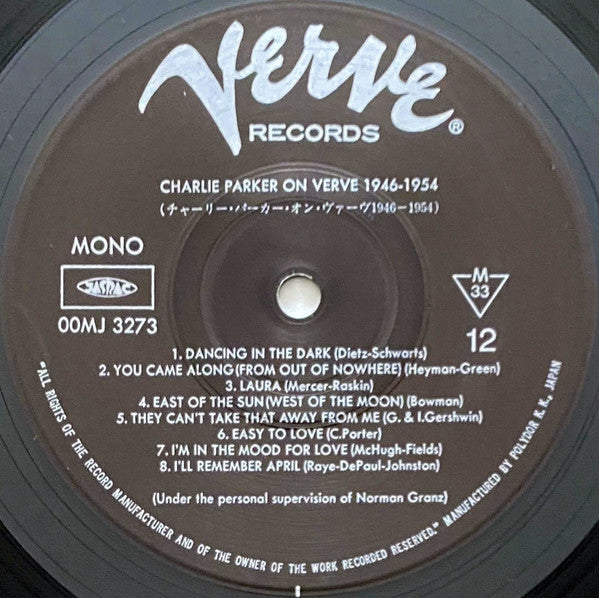 Verve®
RECORDS
CHARLIE PARKER ON VERVE 1946-1954
(チャーリー・パーカー・オン・ヴァーヴ1946-1954)
MONO
JASRAC
00MJ 3273
M
33
12
1. DANCING IN THE DARK (Dietz-Schwarts)
2. YOU CAME ALONG (FROM OUT OF NOWHERE) (Heyman-Green)
3. LAURA (Mercer-Raskin)
4. EAST OF THE SUN (WEST OF THE MOON) (Bowman)
5. THEY CAN'T TAKE THAT AWAY FROM ME (G. & I.Gershwin)
6. EASY TO LOVE (C.Porter)
7. I'M IN THE MOOD FOR LOVE (McHugh-Fields)
8. I'LL REMEMBER APRIL (Raye-DePaul-Johnston)
(Under the personal supervision of Norman Granz)
"ALL RIGHTS OF THE RECORD MANUFACTURER AND OF THE OWNER OF THE WORK RECORDED RESERVED." MANUFACTURED BY POLYDOR K. K., JAPAN